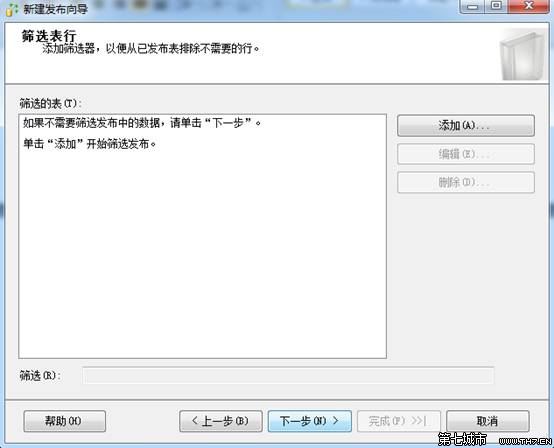 新建发布向导
筛选表行
添加筛选器，以便从已发布表排除不需要的行。
筛选的表(T):
如果不需要筛选发布中的数据，请单击“下一步”。
单击“添加”开始筛选发布。
添加(A)...
编辑(E)...
删除(D)...
筛选(R):
帮助(H)
< 上一步(B)
下一步(N) >
完成(F) >>|
取消
第七城市
WWW.TH7.CN